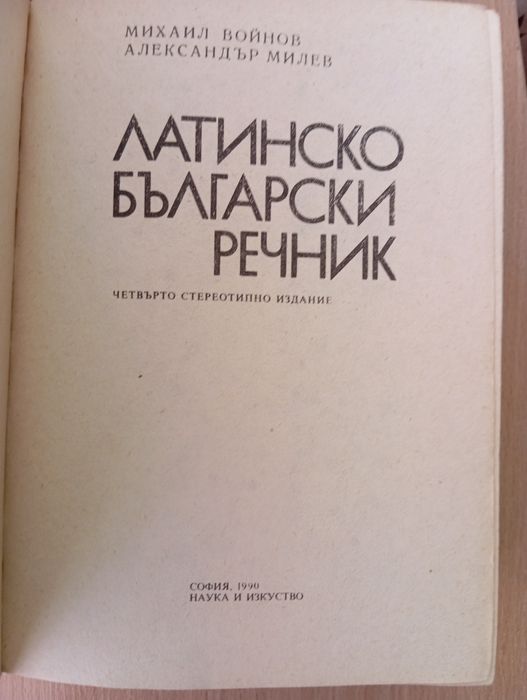 МИХАИЛ ВОЙНОВ
АЛЕКСАНДЪР МИЛЕВ
ЛАТИНСКО
БЪЛГАРСКИ
РЕЧНИК
ЧЕТВЪРТО СТЕРЕОТИПНО ИЗДАНИЕ
СОФИЯ, 1990
НАУКА И ИЗКУСТВО